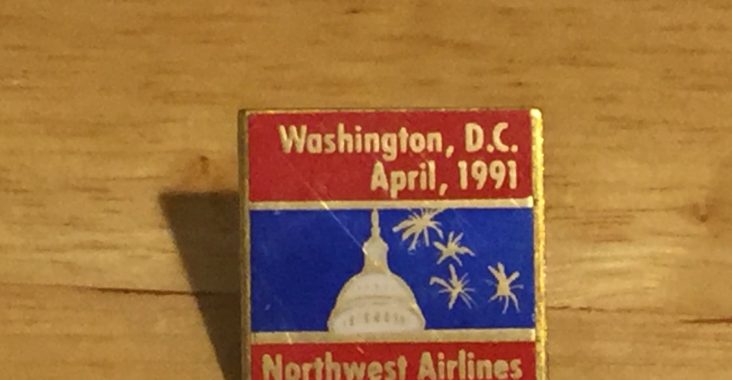 Washington, D.C.
April, 1991
Northwest Airlines